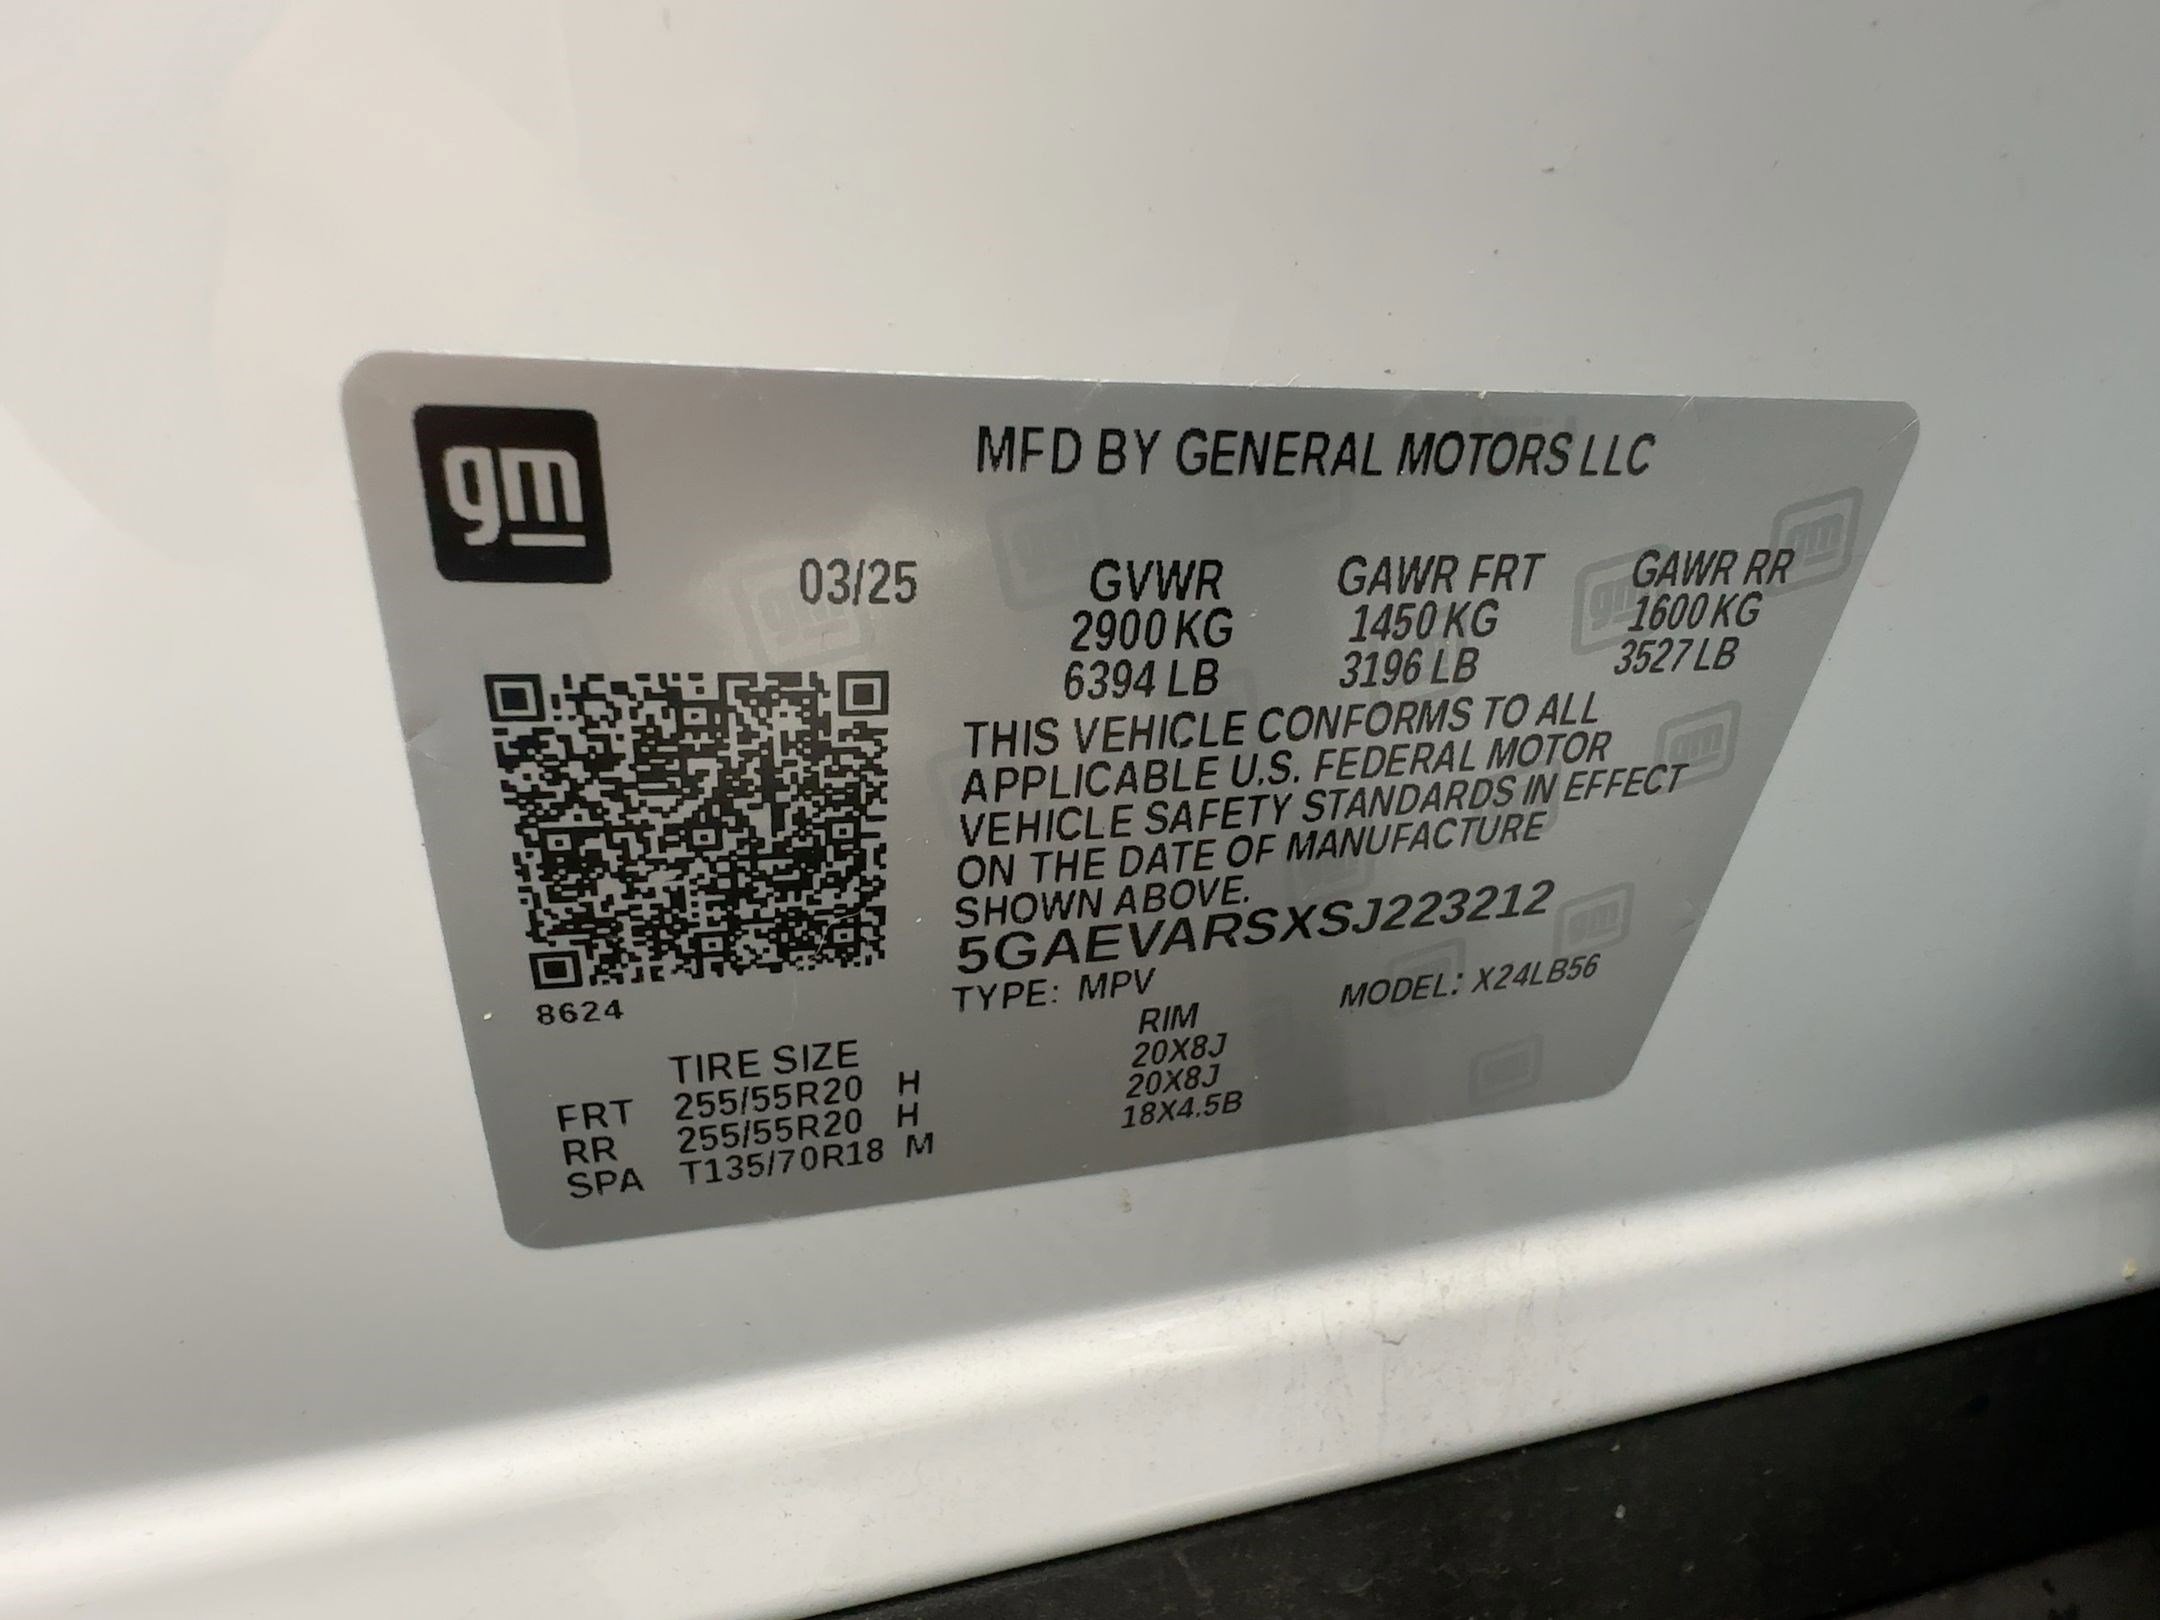 gm
MFD BY GENERAL MOTORS LLC
03/25 GVWR GAWR FRT GAWR RR
2900 KG 1450 KG 1600 KG
6394 LB 3196 LB 3527 LB
THIS VEHICLE CONFORMS TO ALL
APPLICABLE U.S. FEDERAL MOTOR
VEHICLE SAFETY STANDARDS IN EFFECT
ON THE DATE OF MANUFACTURE
SHOWN ABOVE.
5GAEVARSXSJ223212
TYPE: MPV MODEL: X24LB56
8624
TIRE SIZE RIM
FRT 255/55R20 H 20X8J
RR 255/55R20 H 20X8J
SPA T135/70R18 M 18X4.5B